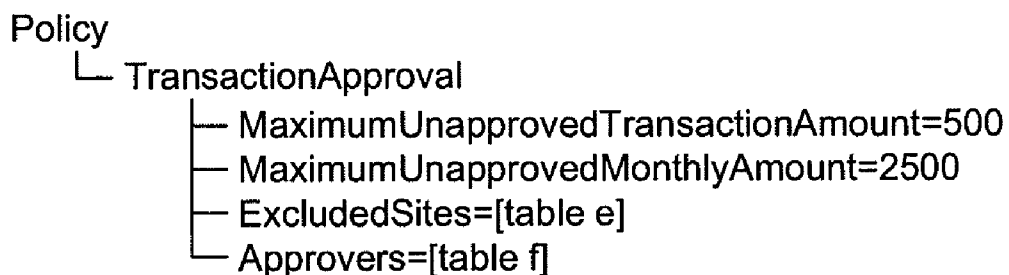 Policy
TransactionApproval
MaximumUnapprovedTransactionAmount=500
MaximumUnapprovedMonthlyAmount=2500
ExcludedSites=[table e]
Approvers=[table f]